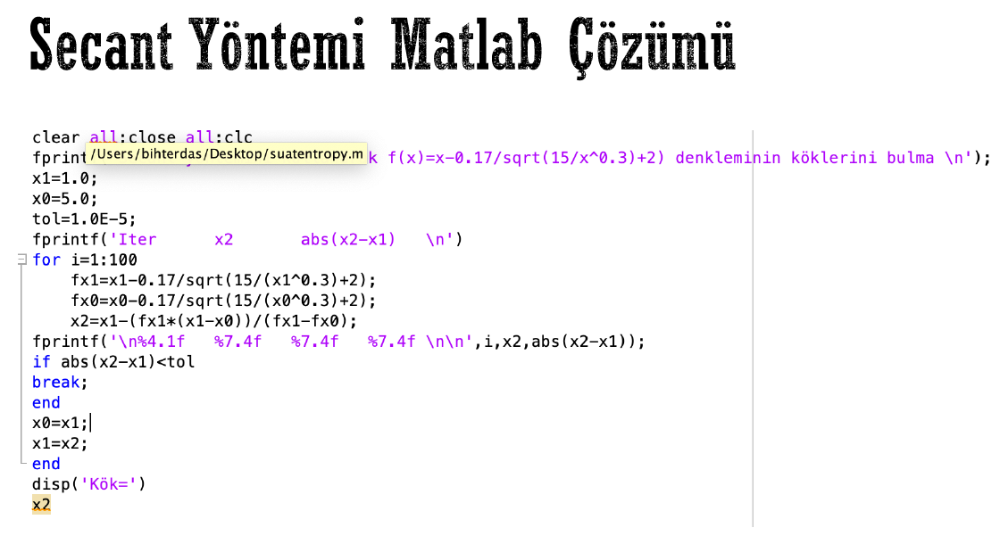 Secant Yöntemi Matlab Çözümü
clear all;close all;clc
/Users/bihterdas/Desktop/suatentropy.m
fprint k f(x)=x-0.17/sqrt(15/x^0.3)+2) denkleminin köklerini bulma \n');
x1=1.0;
x0=5.0;
tol=1.0E-5;
fprintf('Iter      x2       abs(x2-x1)   \n')
for i=1:100
    fx1=x1-0.17/sqrt(15/(x1^0.3)+2);
    fx0=x0-0.17/sqrt(15/(x0^0.3)+2);
    x2=x1-(fx1*(x1-x0))/(fx1-fx0);
fprintf('\n%4.1f   %7.4f   %7.4f   %7.4f \n\n',i,x2,abs(x2-x1));
if abs(x2-x1)<tol
break;
end
x0=x1;
x1=x2;
end
disp('Kök=')
x2